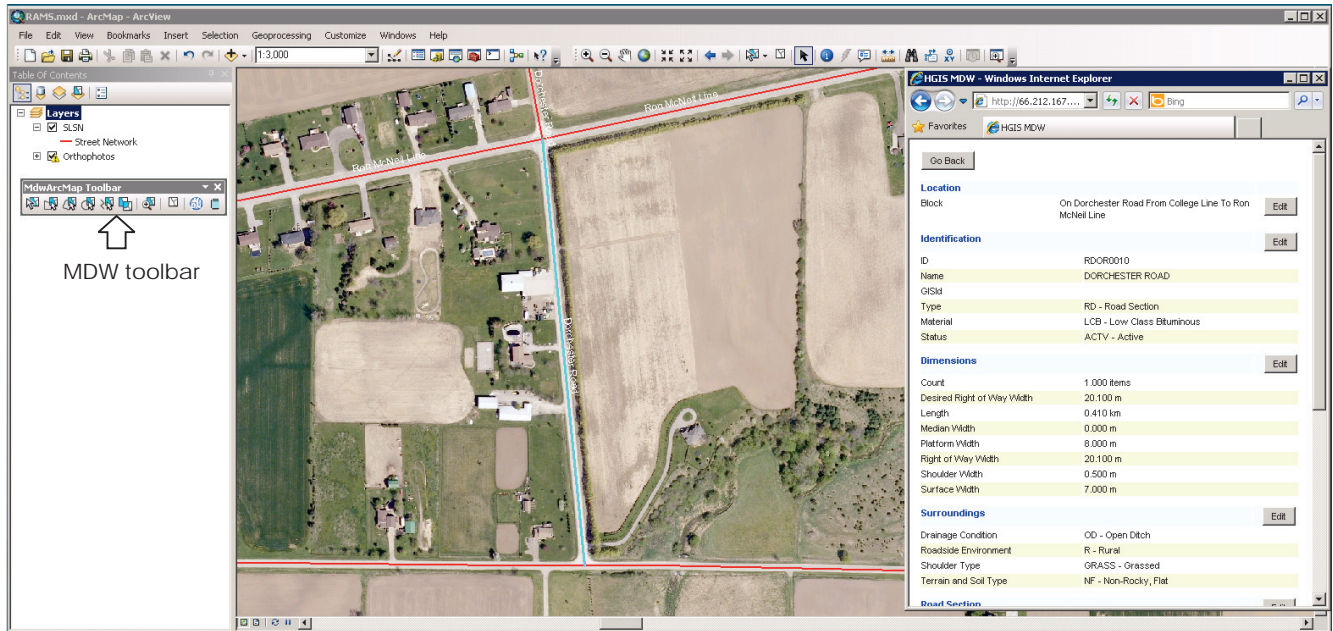 RAMS.mxd - ArcMap - ArcView
File Edit View Bookmarks Insert Selection Geoprocessing Customize Windows Help
1:3,000
Table Of Contents
Layers
SLSN
Street Network
Orthophotos
MdwArcMap Toolbar
MDW toolbar
Ron McNeil Line
Ron McNeil Line
Dorchester Road
HGIS MDW - Windows Internet Explorer
http://66.212.167....
Bing
Favorites
HGIS MDW
Go Back
Location
Block On Dorchester Road From College Line To Ron McNeil Line Edit
Identification Edit
ID RDOR0010
Name DORCHESTER ROAD
GISId
Type RD - Road Section
Material LCB - Low Class Bituminous
Status ACTV - Active
Dimensions Edit
Count 1.000 items
Desired Right of Way Width 20.100 m
Length 0.410 km
Median Width 0.000 m
Platform Width 8.000 m
Right of Way Width 20.100 m
Shoulder Width 0.500 m
Surface Width 7.000 m
Surroundings Edit
Drainage Condition OD - Open Ditch
Roadside Environment R - Rural
Shoulder Type GRASS - Grassed
Terrain and Soil Type NF - Non-Rocky, Flat
Road Section